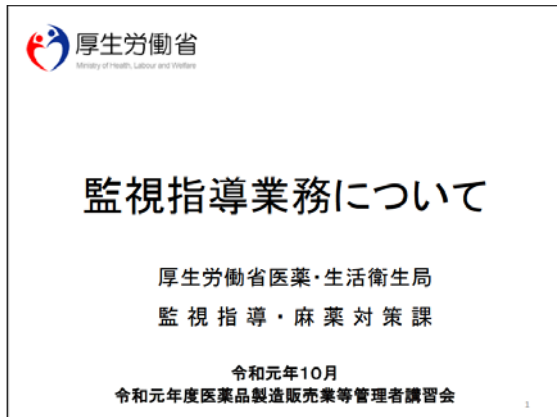 厚生労働省
Ministry of Health, Labour and Welfare
監視指導業務について
厚生労働省医薬・生活衛生局
監視指導・麻薬対策課
令和元年10月
令和元年度医薬品製造販売業等管理者講習会
1